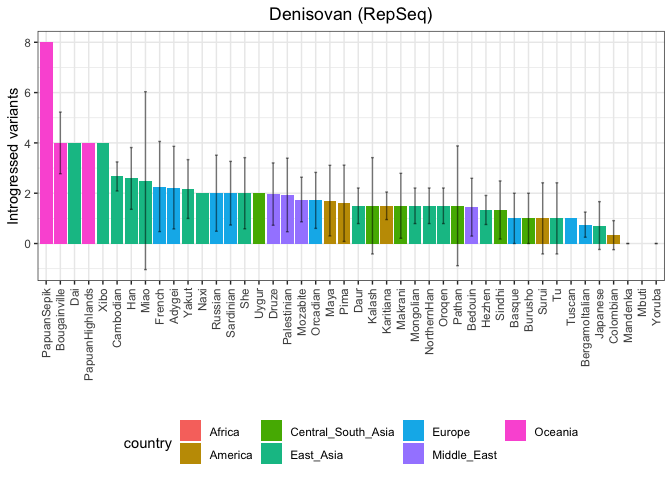 Denisovan (RepSeq)
Introgressed variants
8
6
4
2
0
PapuanSepik
Bougainville
Dai
PapuanHighlands
Xibo
Cambodian
Han
Miao
French
Adygei
Yakut
Naxi
Russian
Sardinian
She
Uygur
Druze
Palestinian
Mozabite
Orcadian
Maya
Pima
Daur
Kalash
Karitiana
Makrani
Mongolian
NorthernHan
Oroqen
Pathan
Bedouin
Hezhen
Sindhi
Basque
Burusho
Surui
Tu
Tuscan
BergamoItalian
Japanese
Colombian
Mandenka
Mbuti
Yoruba
country
Africa
Central_South_Asia
Europe
Oceania
America
East_Asia
Middle_East